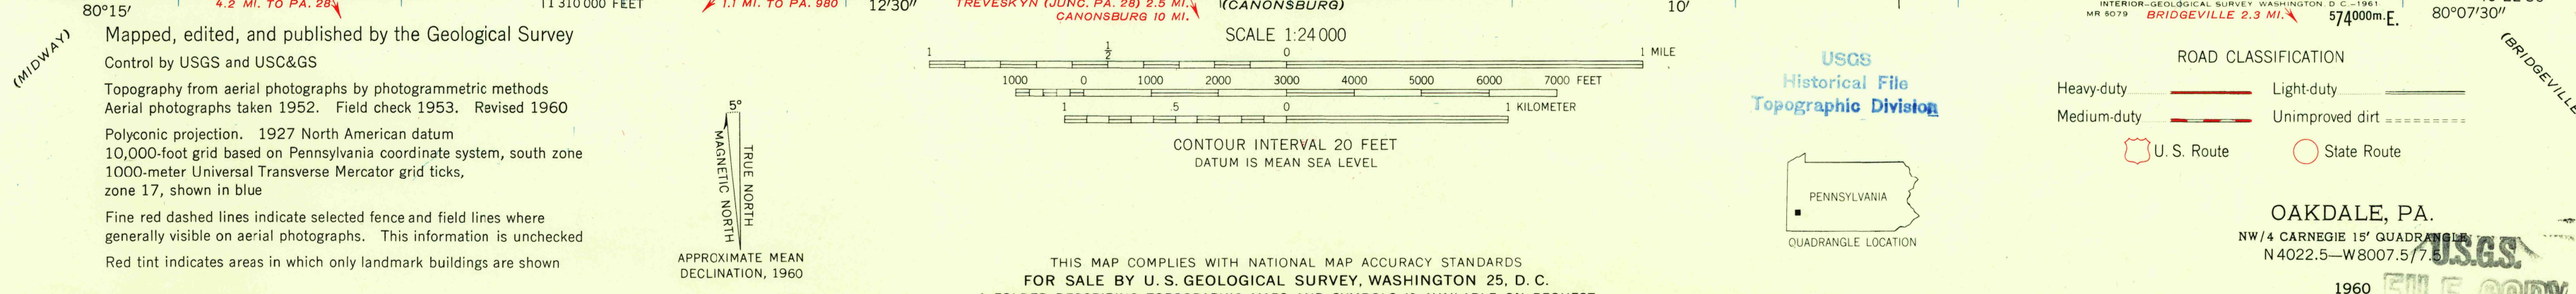 80°15′
4.2 MI. TO PA. 28
11 310 000 FEET
1.1 MI. TO PA. 980
12′30″
TREVESKYN (JUNC. PA. 28) 2.5 MI.
CANONSBURG 10 MI.
(CANONSBURG)
10′
INTERIOR—GEOLOGICAL SURVEY WASHINGTON. D. C.—1961
MR 6079
BRIDGEVILLE 2.3 MI.
574000m.E.
80°07′30″
(MIDWAY)
(BRIDGEVILLE
Mapped, edited, and published by the Geological Survey
Control by USGS and USC&GS
Topography from aerial photographs by photogrammetric methods
Aerial photographs taken 1952. Field check 1953. Revised 1960
Polyconic projection. 1927 North American datum
10,000-foot grid based on Pennsylvania coordinate system, south zone
1000-meter Universal Transverse Mercator grid ticks,
zone 17, shown in blue
Fine red dashed lines indicate selected fence and field lines where
generally visible on aerial photographs. This information is unchecked
Red tint indicates areas in which only landmark buildings are shown
5°
TRUE NORTH
MAGNETIC NORTH
APPROXIMATE MEAN
DECLINATION, 1960
SCALE 1:24 000
1 ½ 0 1 MILE
1000 0 1000 2000 3000 4000 5000 6000 7000 FEET
1 .5 0 1 KILOMETER
CONTOUR INTERVAL 20 FEET
DATUM IS MEAN SEA LEVEL
THIS MAP COMPLIES WITH NATIONAL MAP ACCURACY STANDARDS
FOR SALE BY U. S. GEOLOGICAL SURVEY, WASHINGTON 25, D. C.
USGS
Historical File
Topographic Division
PENNSYLVANIA
QUADRANGLE LOCATION
ROAD CLASSIFICATION
Heavy-duty
Light-duty
Medium-duty
Unimproved dirt
U. S. Route
State Route
OAKDALE, PA.
NW/4 CARNEGIE 15′ QUADRANGLE
N 4022.5—W 8007.5/7.5
1960
U.S.G.S.
FILE COPY